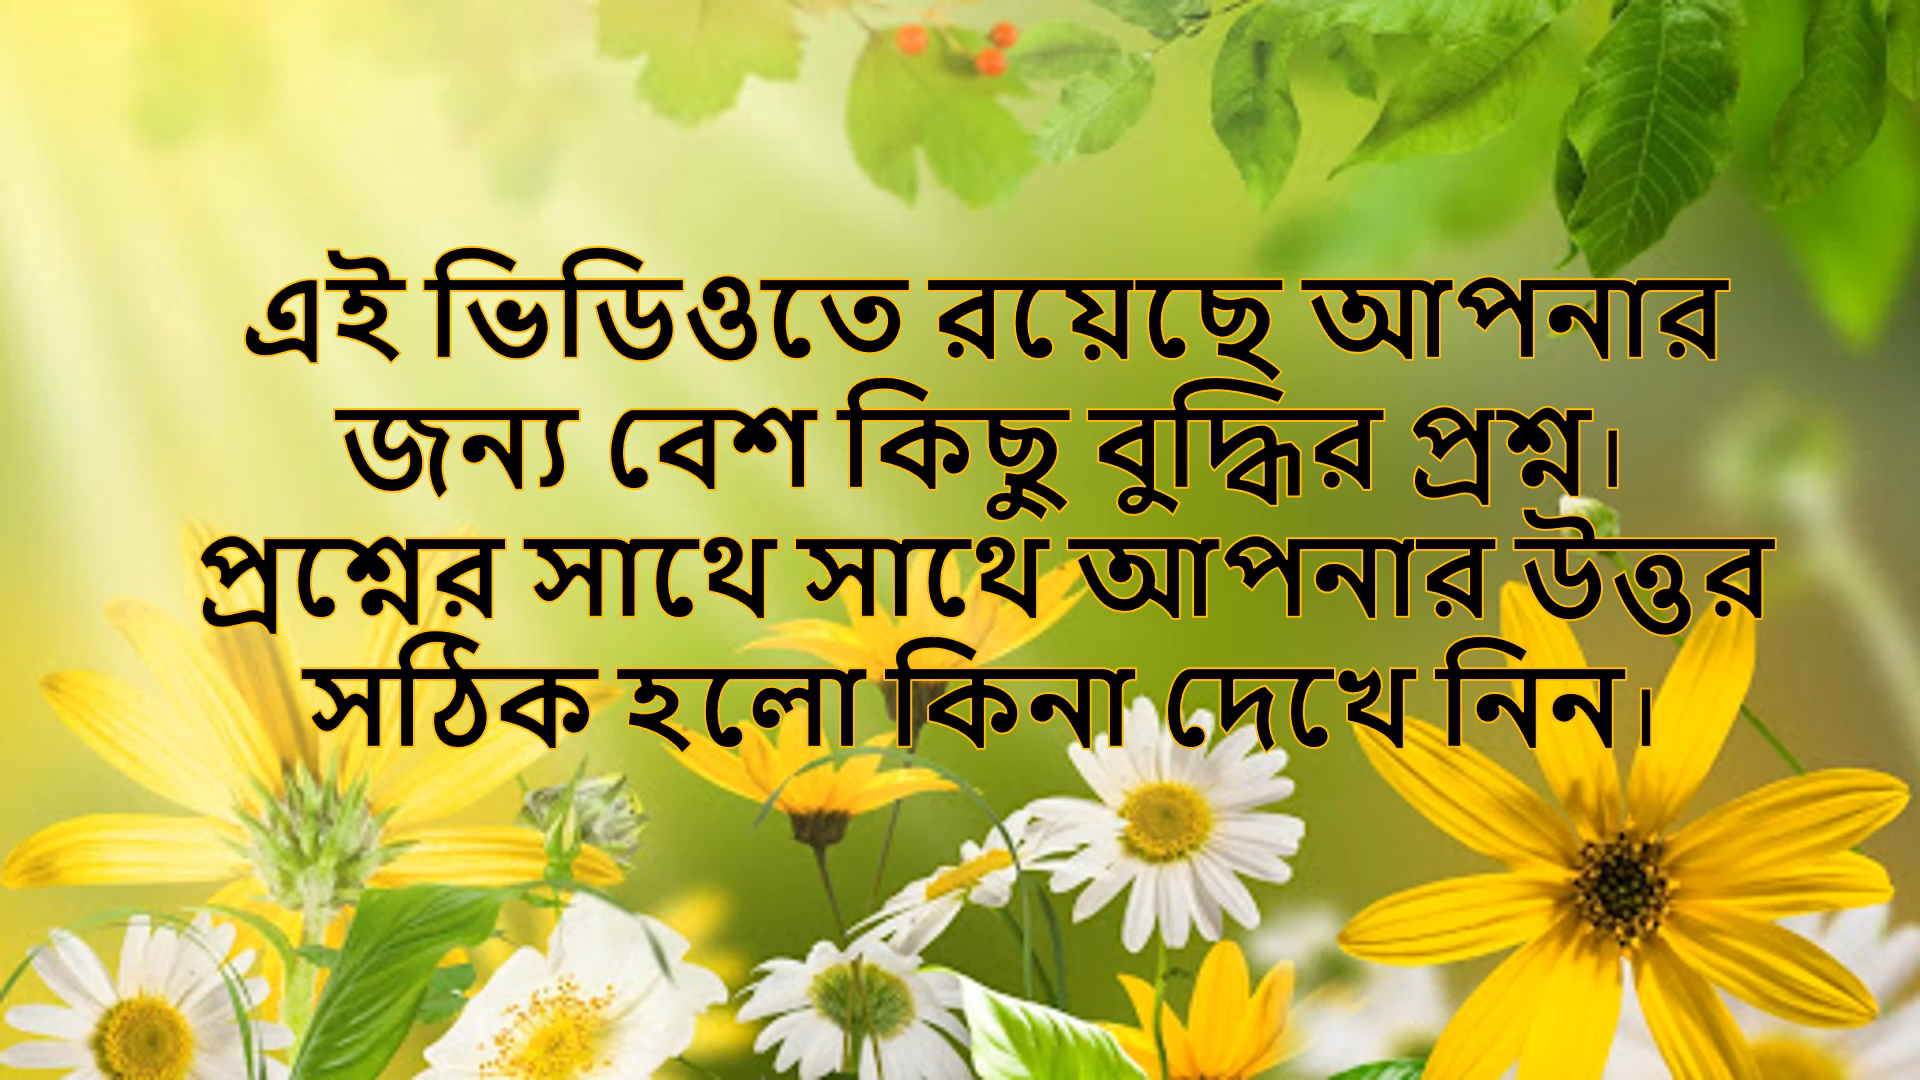 এই ভিডিওতে রয়েছে আপনার
জন্য বেশ কিছু বুদ্ধির প্রশ্ন।
প্রশ্নের সাথে সাথে আপনার উত্তর
সঠিক হলো কিনা দেখে নিন।